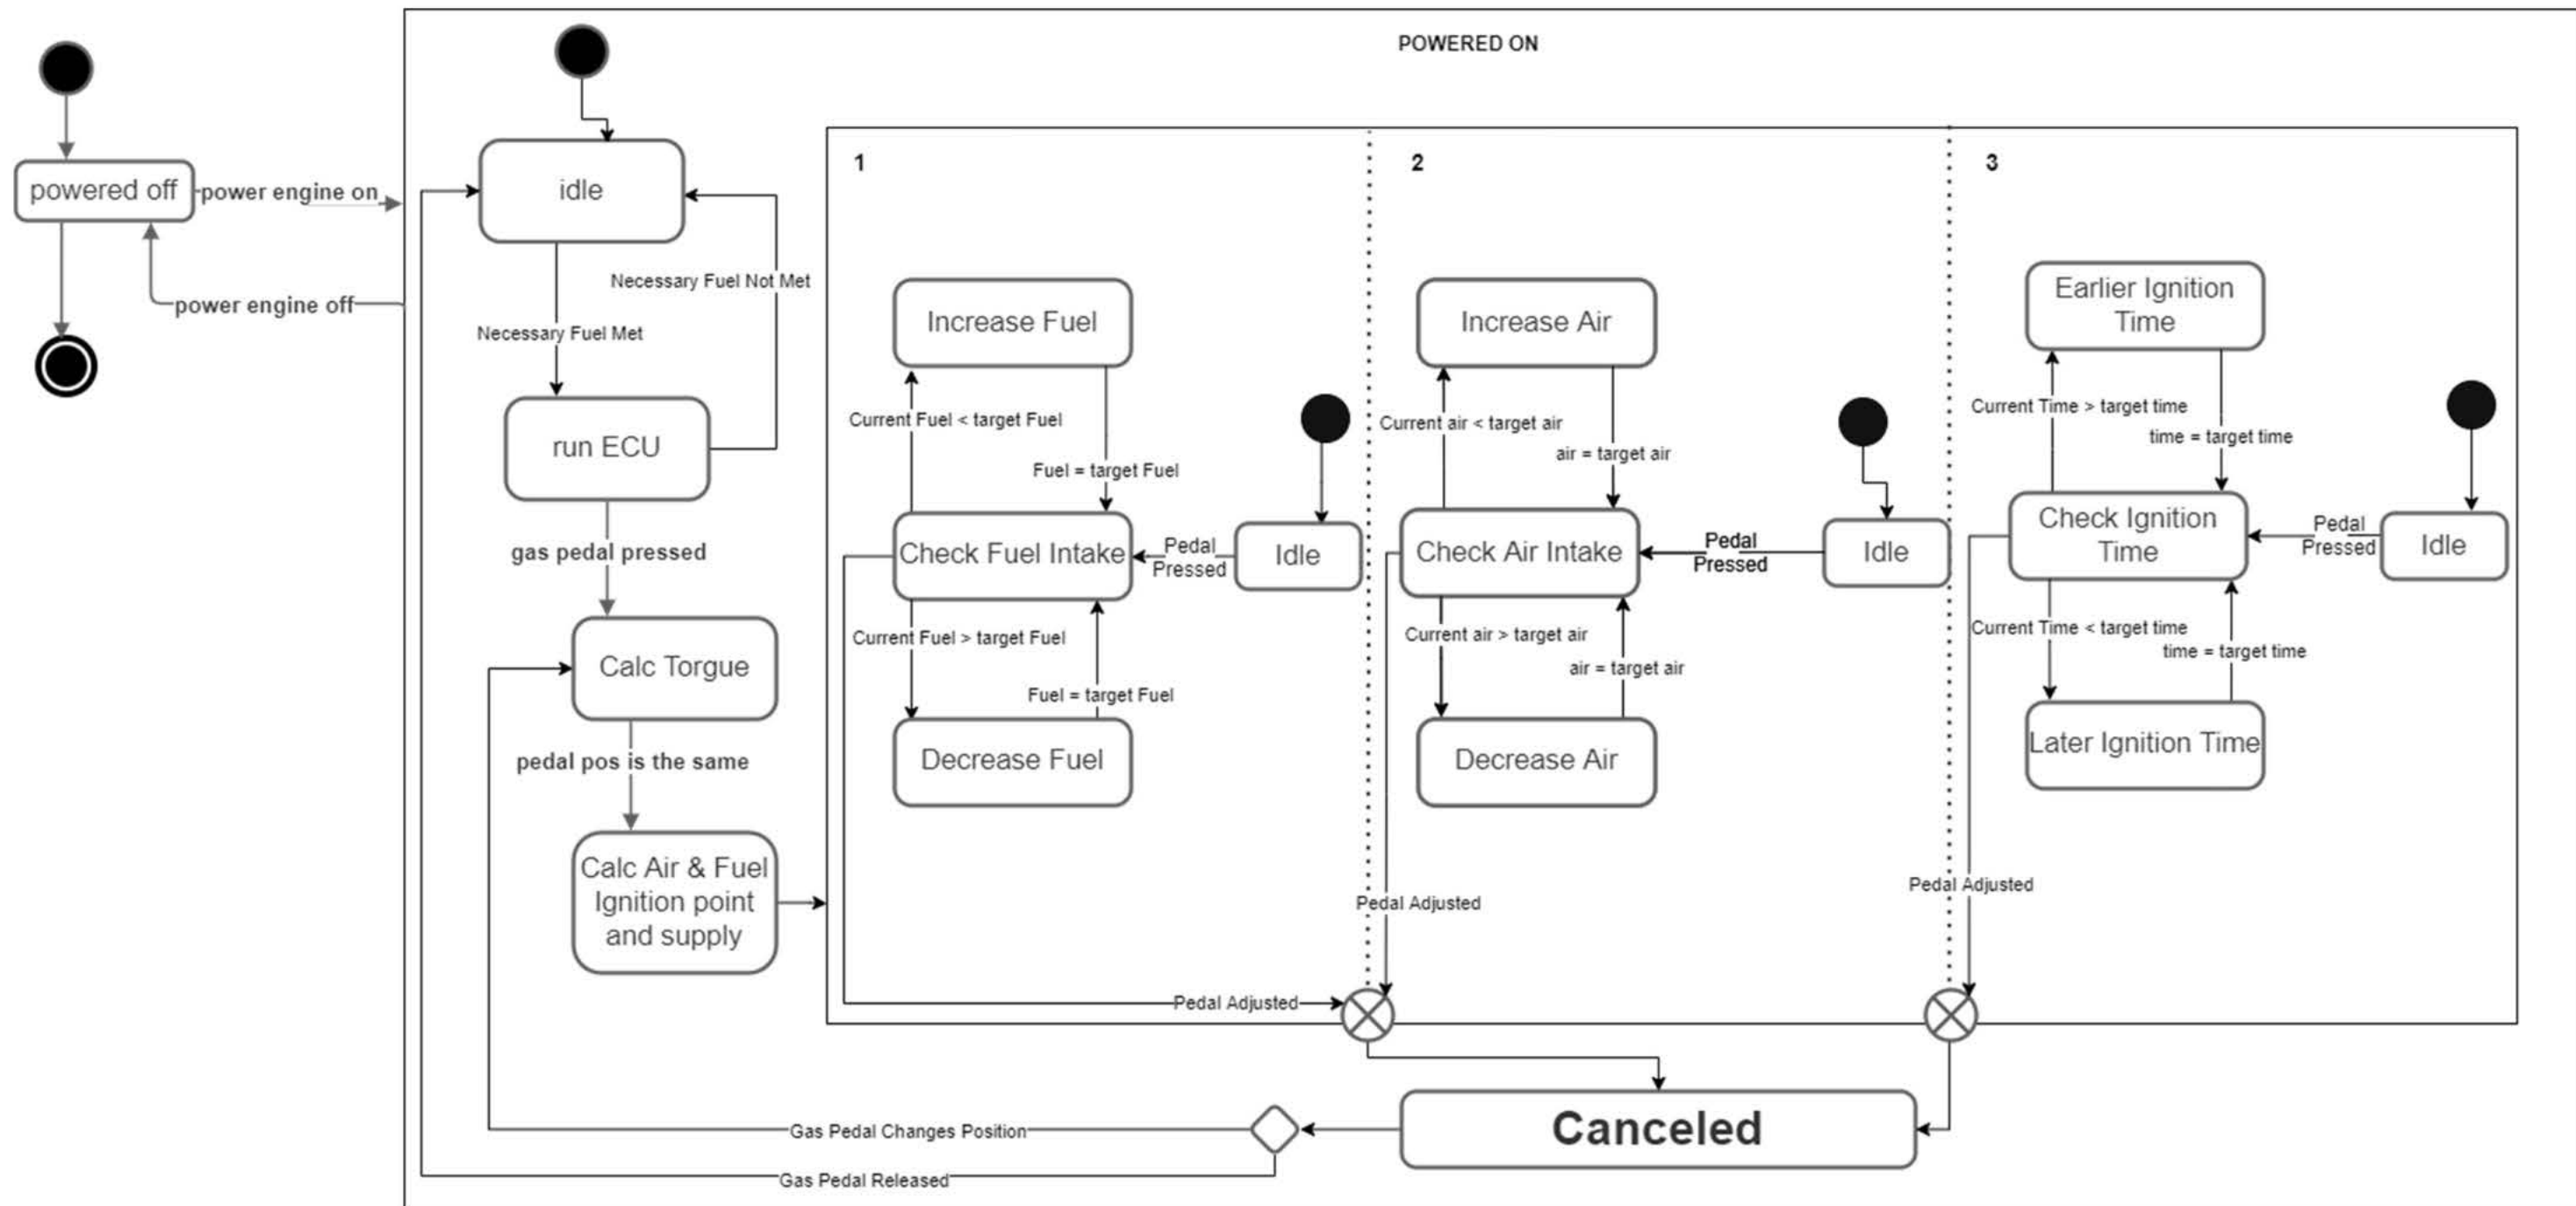 POWERED ON
powered off
power engine on
power engine off
idle
Necessary Fuel Not Met
Necessary Fuel Met
run ECU
gas pedal pressed
Calc Torgue
pedal pos is the same
Calc Air & Fuel
Ignition point
and supply
1
Increase Fuel
Current Fuel < target Fuel
Fuel = target Fuel
Check Fuel Intake
Pedal
Pressed
Idle
Current Fuel > target Fuel
Fuel = target Fuel
Decrease Fuel
Pedal Adjusted
2
Increase Air
Current air < target air
air = target air
Check Air Intake
Pedal
Pressed
Idle
Current air > target air
air = target air
Decrease Air
Pedal Adjusted
3
Earlier Ignition
Time
Current Time > target time
time = target time
Check Ignition
Time
Pedal
Pressed
Idle
Current Time < target time
time = target time
Later Ignition Time
Pedal Adjusted
Canceled
Gas Pedal Changes Position
Gas Pedal Released